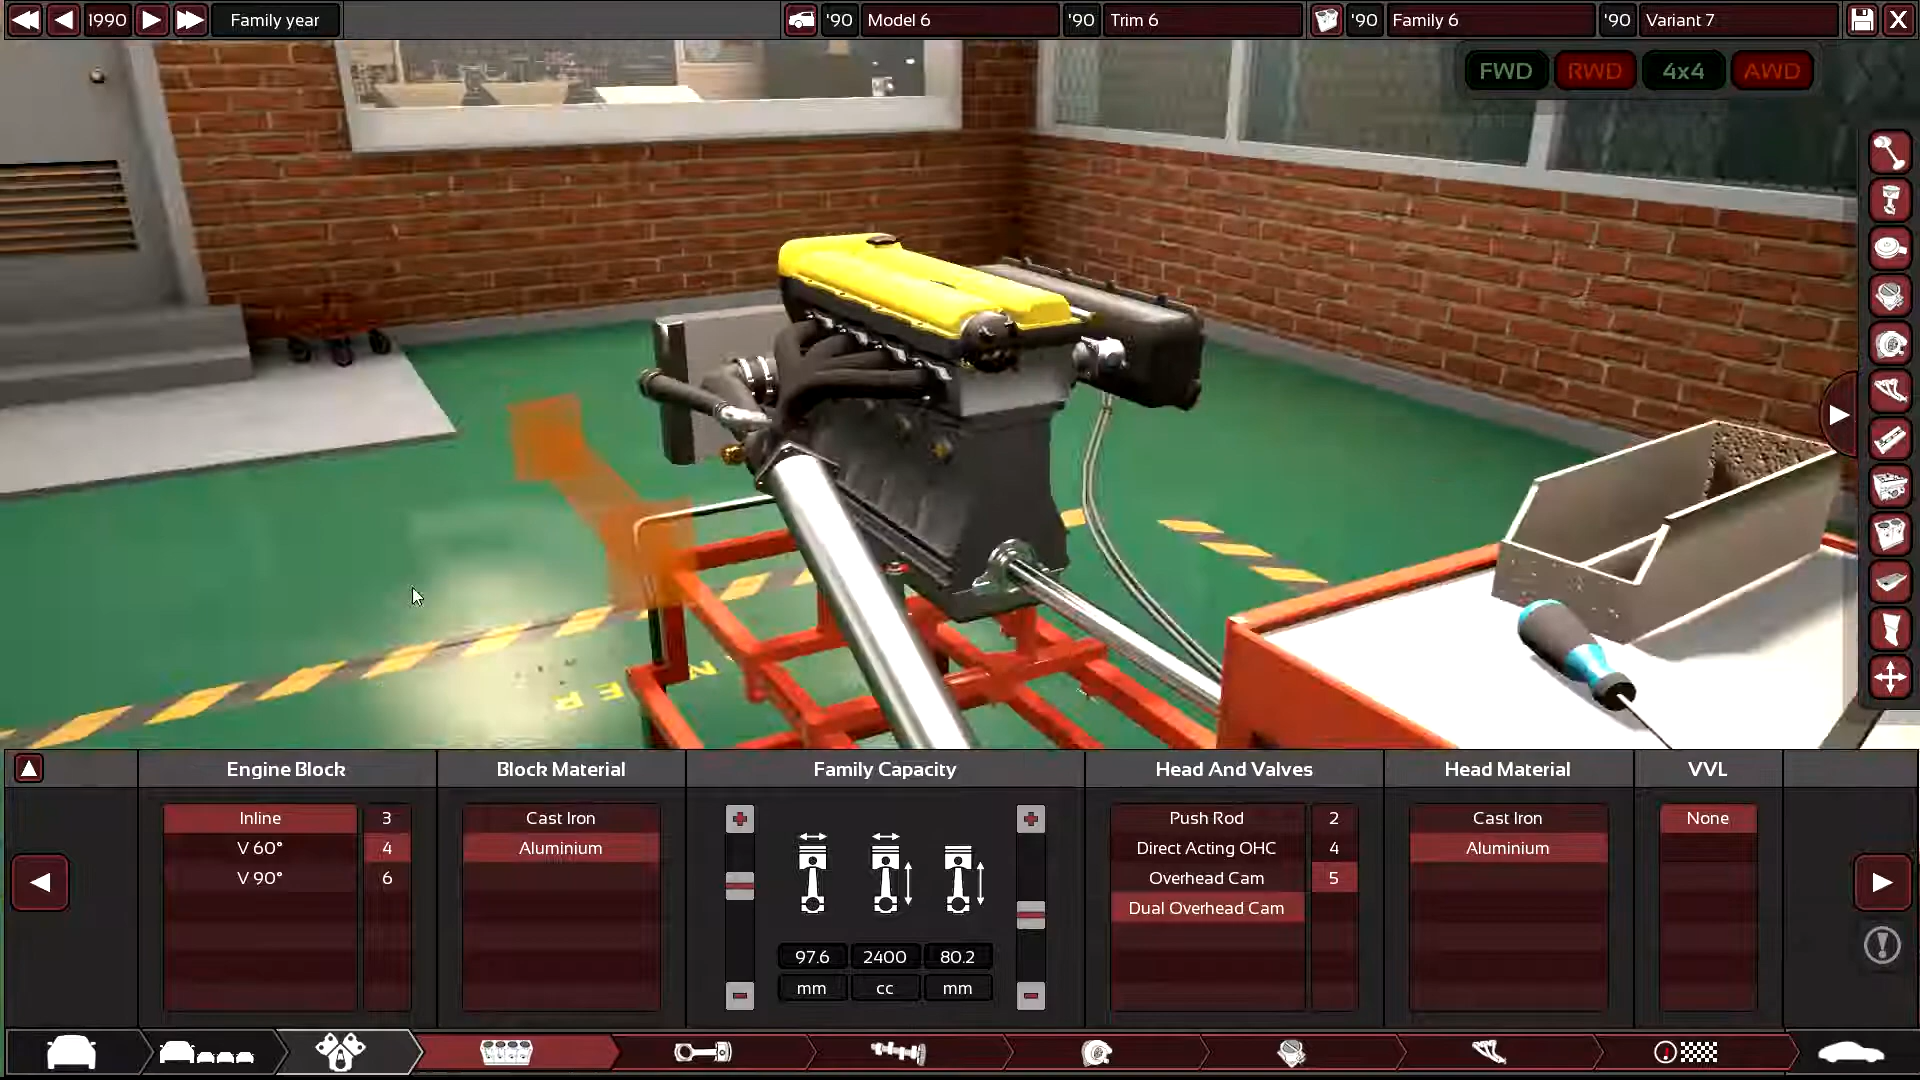 1990 Family year '90 Model 6 '90 Trim 6 '90 Family 6 '90 Variant 7
FWD RWD 4x4 AWD
N
E
R
Engine Block
Inline 3
V 60° 4
V 90° 6
Block Material
Cast Iron
Aluminium
Family Capacity
97.6 2400 80.2
mm cc mm
Head And Valves
Push Rod 2
Direct Acting OHC 4
Overhead Cam 5
Dual Overhead Cam
Head Material
Cast Iron
Aluminium
VVL
None